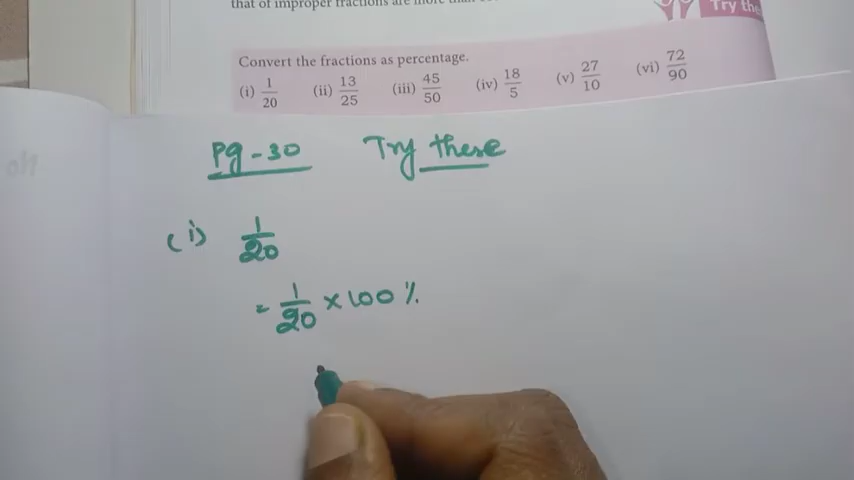 that of improper fractions are more than
Try the
Convert the fractions as percentage.
(i) 1/20 (ii) 13/25 (iii) 45/50 (iv) 18/5 (v) 27/10 (vi) 72/90
Pg - 30 Try these
(i) 1/20
= 1/20 × 100 %